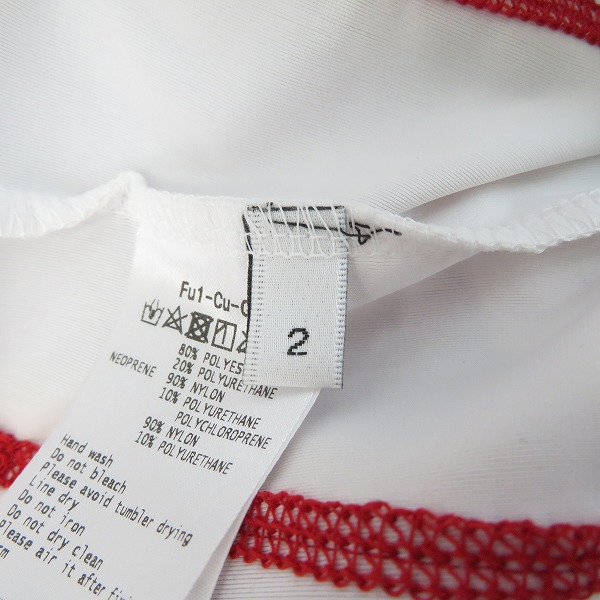 Fu1-Cu-
2
80% POLYES
20% POLYURETHANE
NEOPRENE 90% NYLON
10% POLYURETHANE
POLYCHLOROPRENE
90% NYLON
10% POLYURETHANE
Hand wash
Do not bleach
Please avoid tumbler drying
Line dry
Do not iron
Do not dry clean
Please air it after